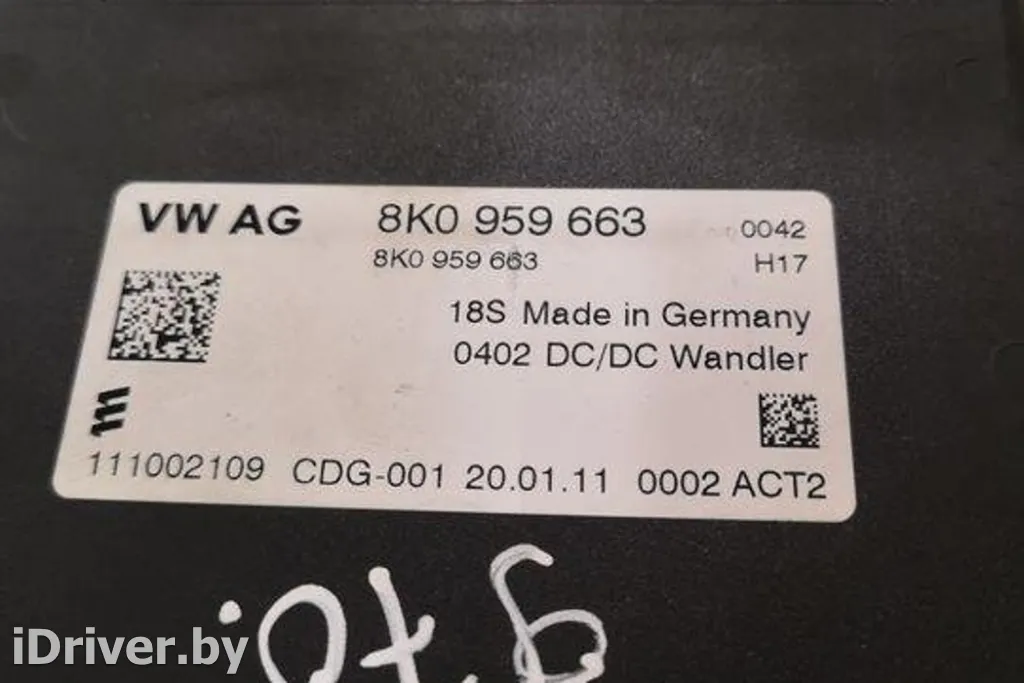 VW AG 8K0 959 663 0042
8K0 959 663 H17
18S Made in Germany
0402 DC/DC Wandler
111002109 CDG-001 20.01.11 0002 ACT2
iDriver.by